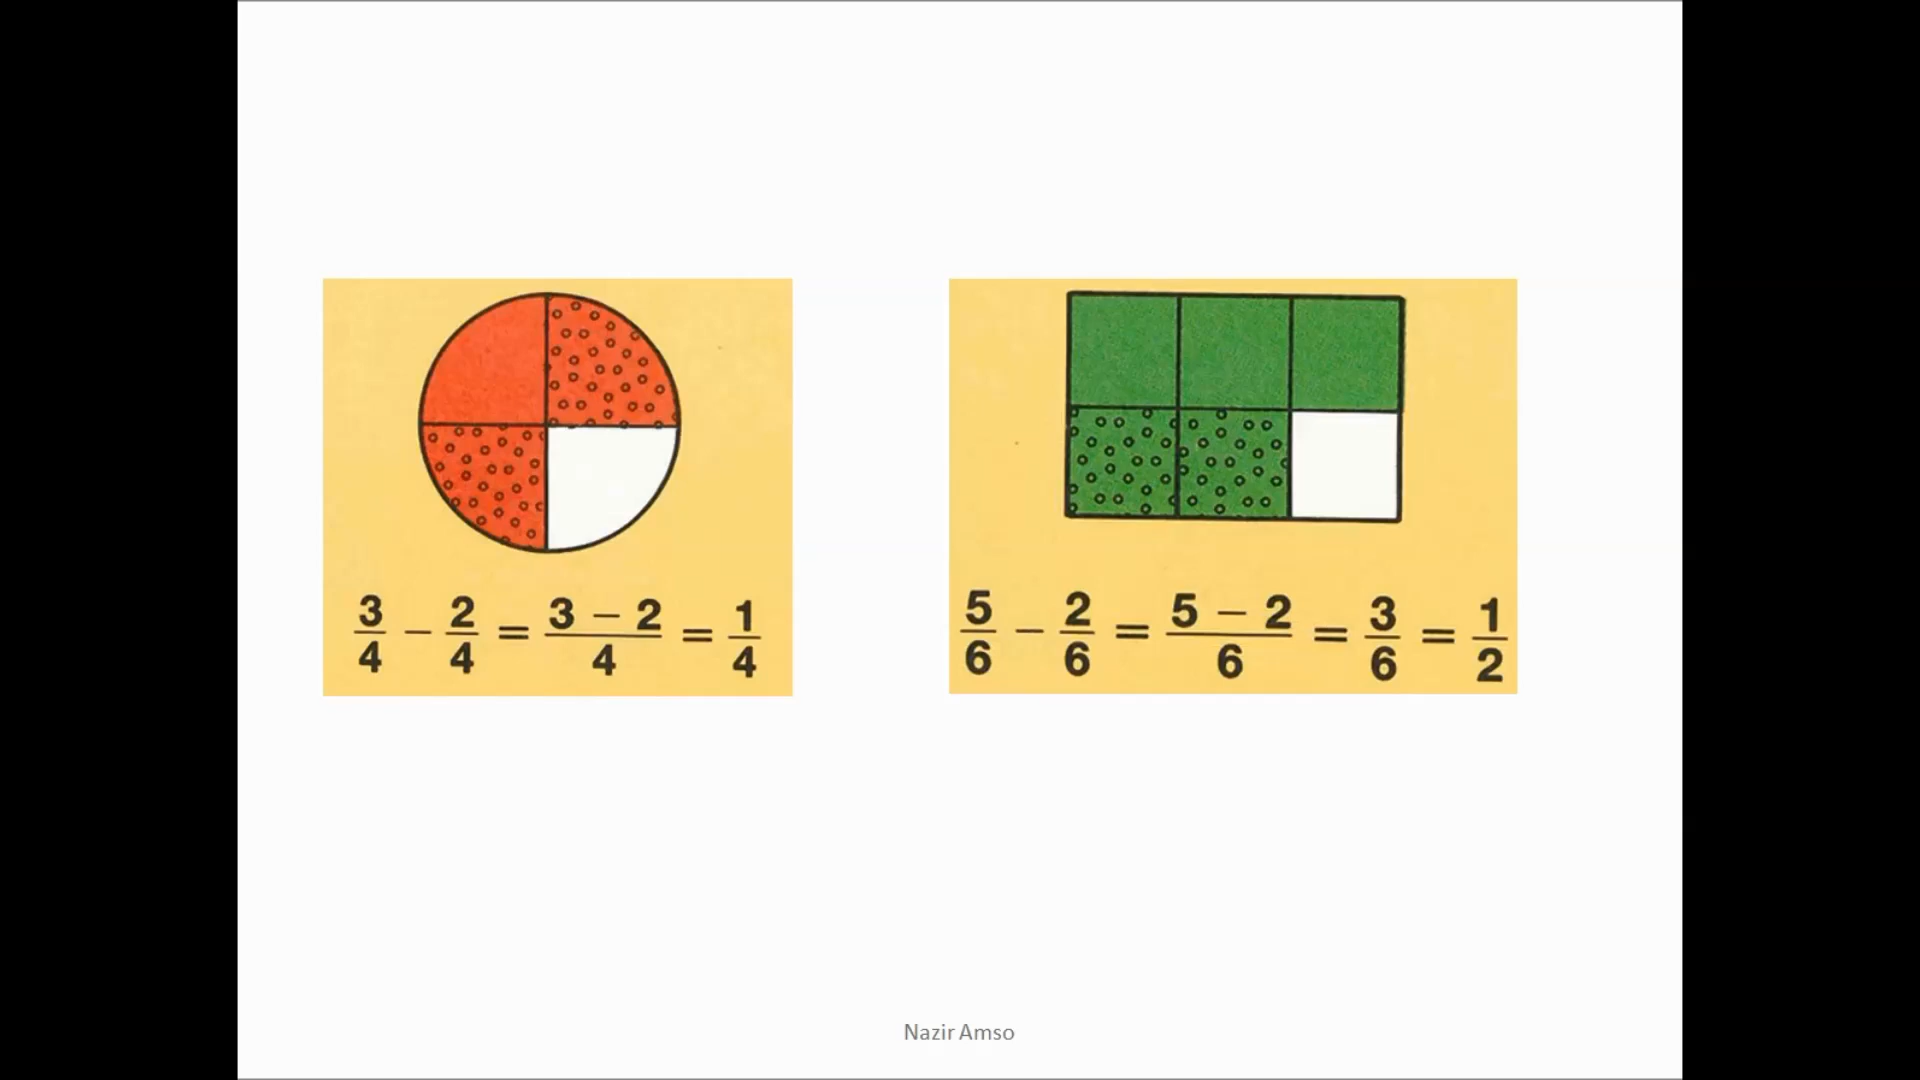 3/4 − 2/4 = (3 − 2)/4 = 1/4
5/6 − 2/6 = (5 − 2)/6 = 3/6 = 1/2
Nazir Amso